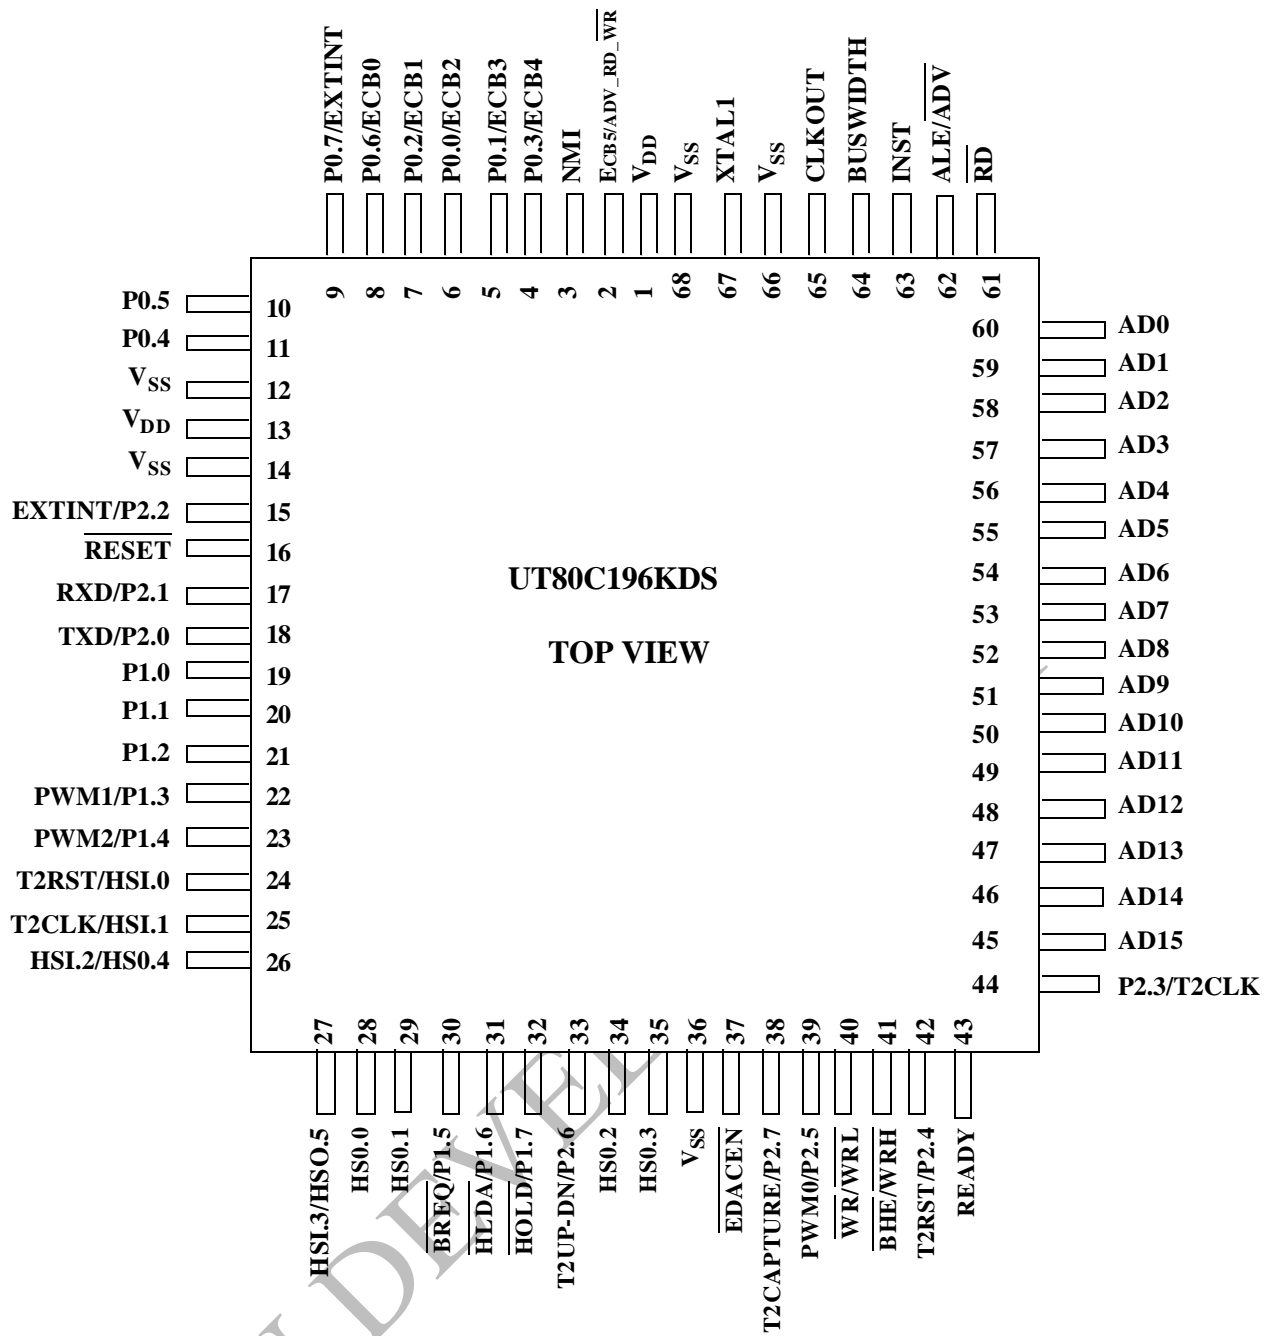 P0.7/EXTINT
P0.6/ECB0
P0.2/ECB1
P0.0/ECB2
P0.1/ECB3
P0.3/ECB4
NMI
ECB5/ADV_RD_WR
VDD
VSS
XTAL1
VSS
CLKOUT
BUSWIDTH
INST
ALE/ADV
RD
9
8
7
6
5
4
3
2
1
68
67
66
65
64
63
62
61
P0.5 10
P0.4 11
VSS 12
VDD 13
VSS 14
EXTINT/P2.2 15
RESET 16
RXD/P2.1 17
TXD/P2.0 18
P1.0 19
P1.1 20
P1.2 21
PWM1/P1.3 22
PWM2/P1.4 23
T2RST/HSI.0 24
T2CLK/HSI.1 25
HSI.2/HS0.4 26
UT80C196KDS
TOP VIEW
60 AD0
59 AD1
58 AD2
57 AD3
56 AD4
55 AD5
54 AD6
53 AD7
52 AD8
51 AD9
50 AD10
49 AD11
48 AD12
47 AD13
46 AD14
45 AD15
44 P2.3/T2CLK
27
28
29
30
31
32
33
34
35
36
37
38
39
40
41
42
43
HSI.3/HSO.5
HS0.0
HS0.1
BREQ/P1.5
HLDA/P1.6
HOLD/P1.7
T2UP-DN/P2.6
HS0.2
HS0.3
VSS
EDACEN
T2CAPTURE/P2.7
PWM0/P2.5
WR/WRL
BHE/WRH
T2RST/P2.4
READY